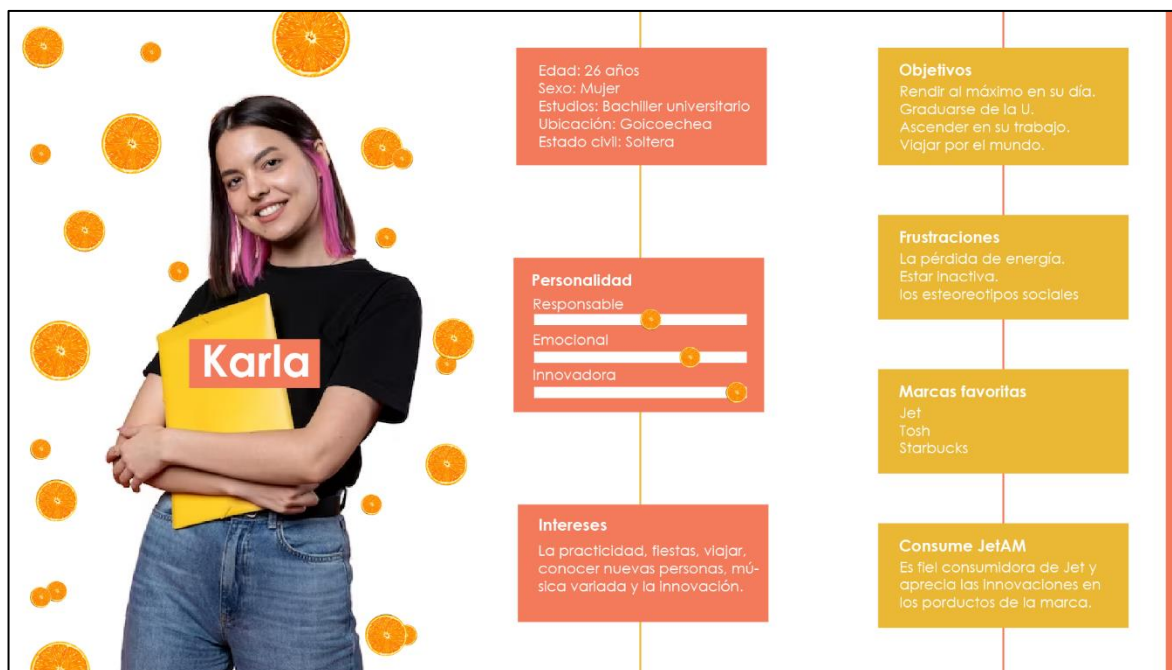 Karla
Edad: 26 años
Sexo: Mujer
Estudios: Bachiller universitario
Ubicación: Goicoechea
Estado civil: Soltera
Personalidad
Responsable
Emocional
Innovadora
Intereses
La practicidad, fiestas, viajar,
conocer nuevas personas, mú-
sica variada y la innovación.
Objetivos
Rendir al máximo en su día.
Graduarse de la U.
Ascender en su trabajo.
Viajar por el mundo.
Frustraciones
La pérdida de energía.
Estar inactiva.
los esteoreotipos sociales
Marcas favoritas
Jet
Tosh
Starbucks
Consume JetAM
Es fiel consumidora de Jet y
aprecia las innovaciones en
los porductos de la marca.